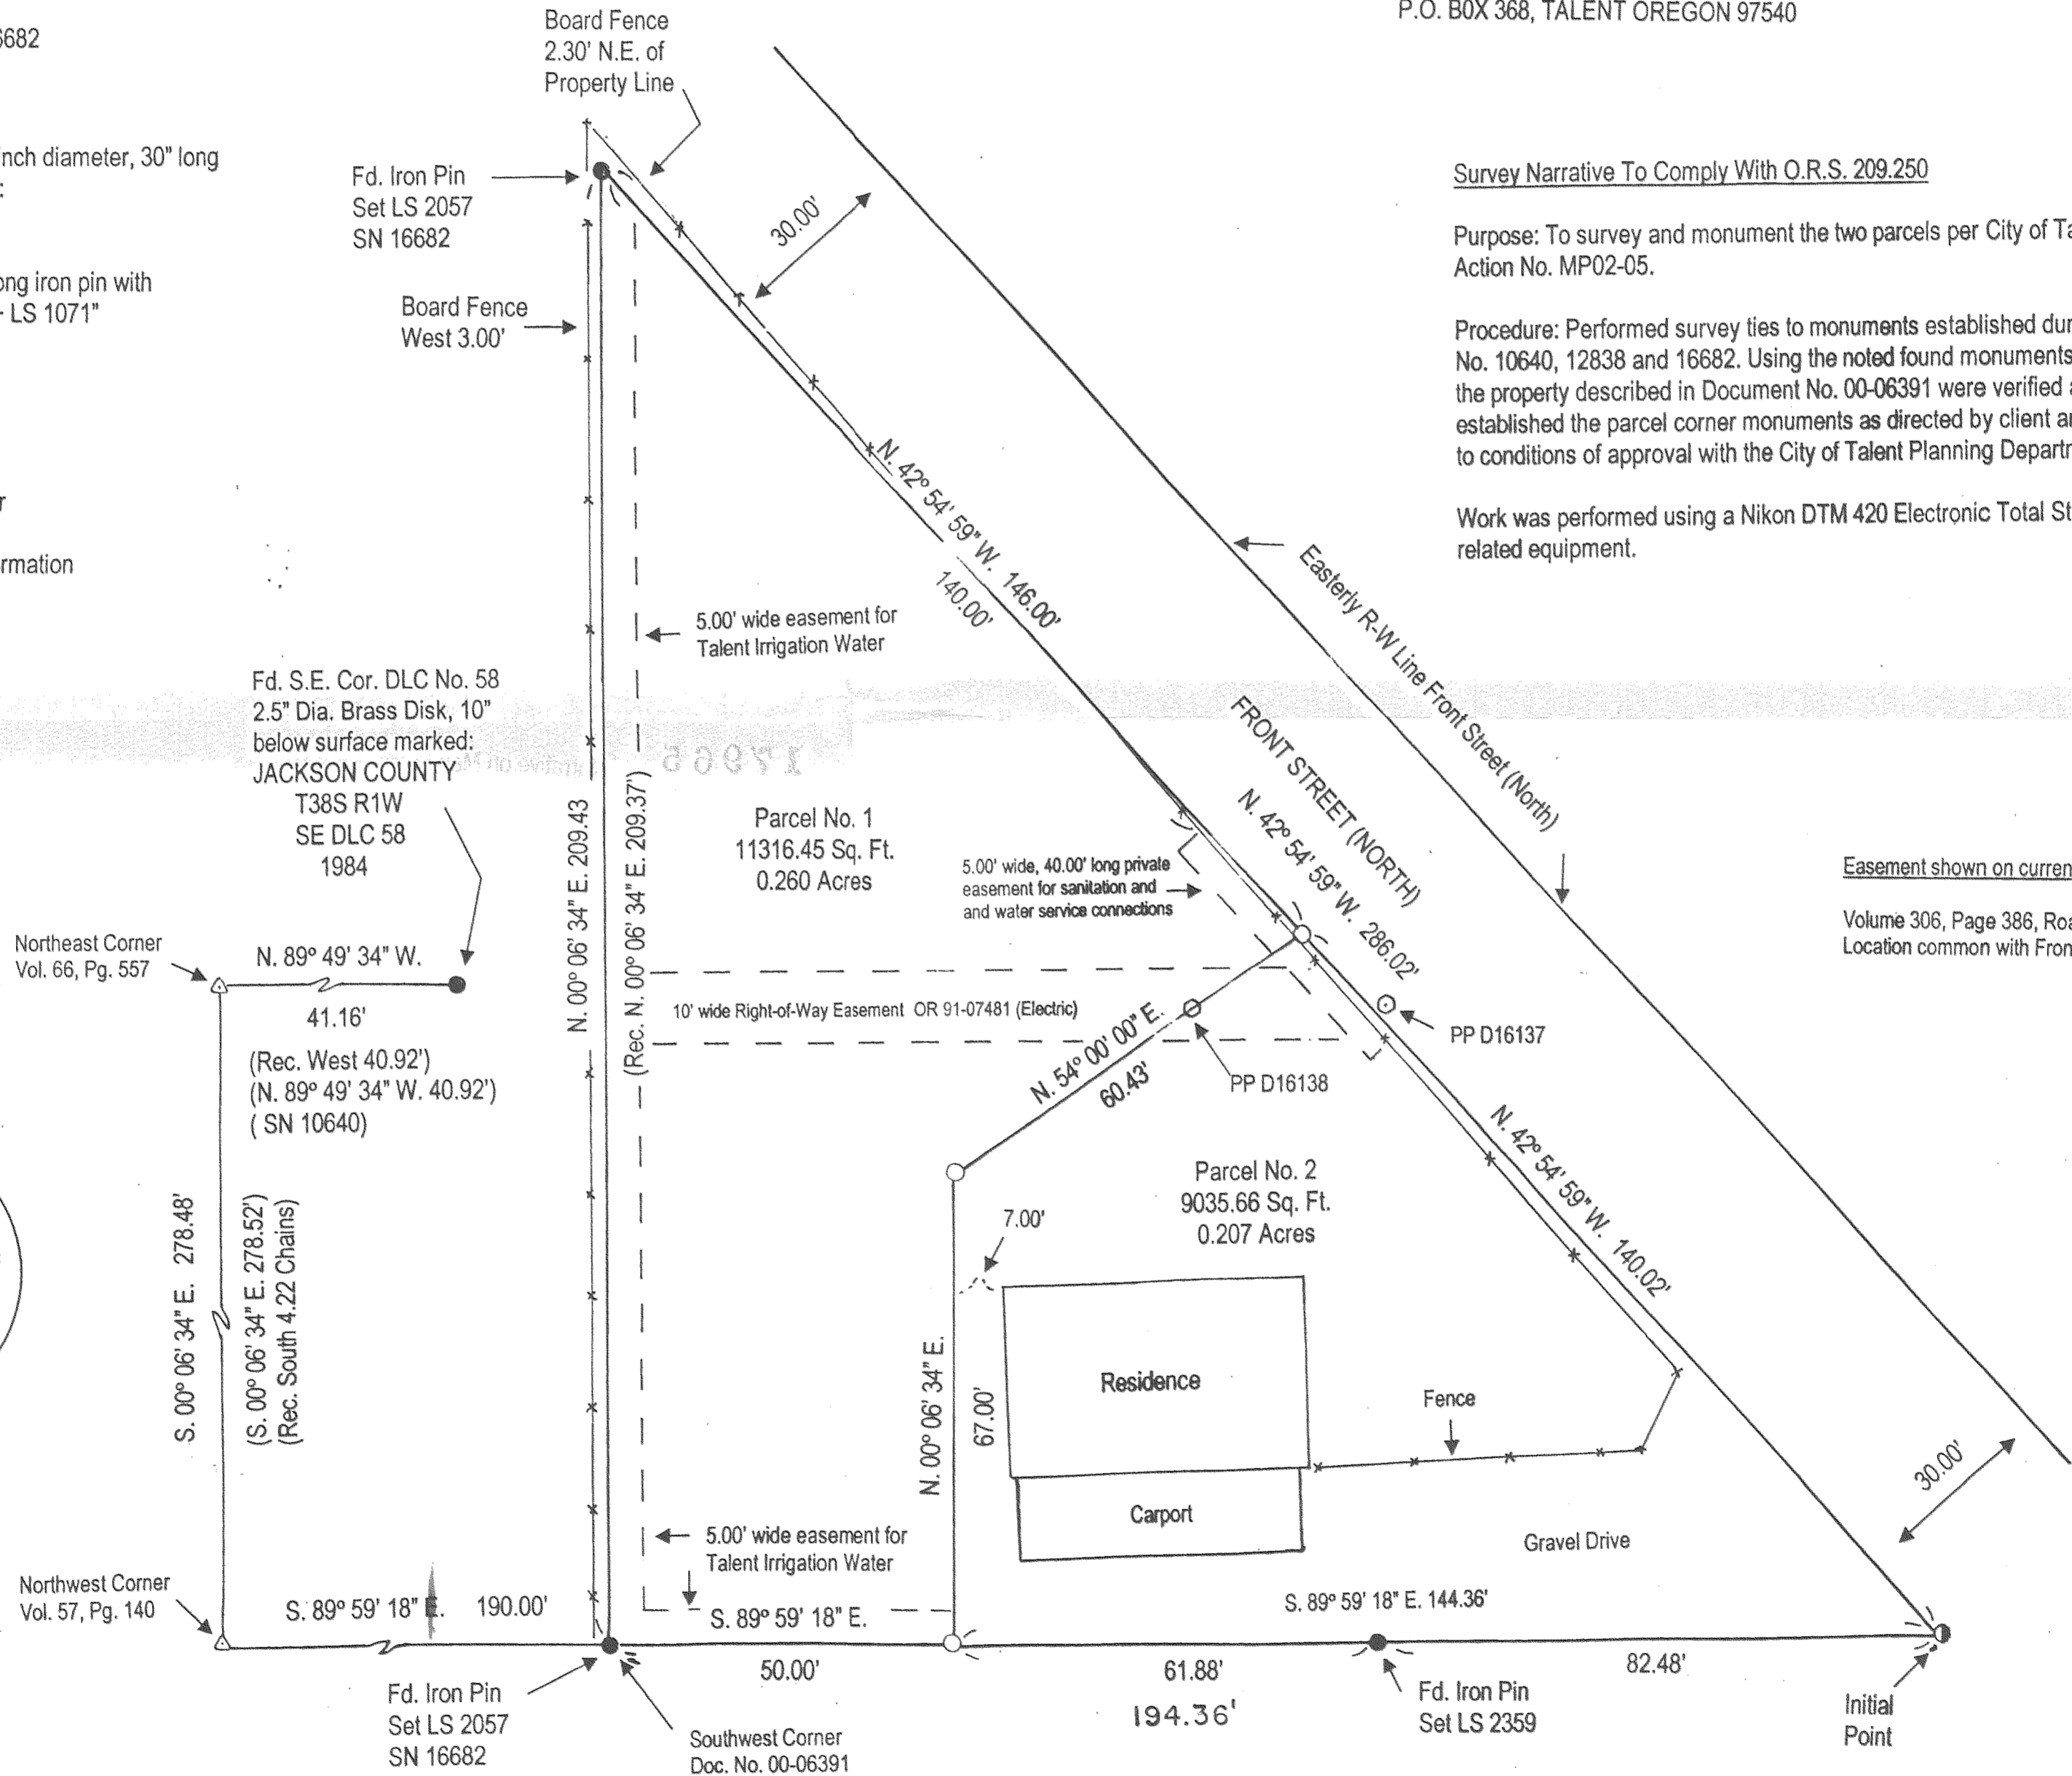 6682
P.O. BOX 368, TALENT OREGON 97540
Board Fence
2.30' N.E. of
Property Line
inch diameter, 30" long
Fd. Iron Pin
Set LS 2057
SN 16682
30.00'
Survey Narrative To Comply With O.R.S. 209.250
Purpose: To survey and monument the two parcels per City of Ta
Action No. MP02-05.
Procedure: Performed survey ties to monuments established dur
No. 10640, 12838 and 16682. Using the noted found monuments
the property described in Document No. 00-06391 were verified a
established the parcel corner monuments as directed by client a
to conditions of approval with the City of Talent Planning Departm
Work was performed using a Nikon DTM 420 Electronic Total St
related equipment.
ong iron pin with
- LS 1071"
Board Fence
West 3.00'
r
rmation
N. 42° 54' 59" W. 146.00'
140.00'
Easterly R-W Line Front Street (North)
5.00' wide easement for
Talent Irrigation Water
Fd. S.E. Cor. DLC No. 58
2.5" Dia. Brass Disk, 10"
below surface marked:
JACKSON COUNTY
T38S R1W
SE DLC 58
1984
FRONT STREET (NORTH)
N. 42° 54' 59" W. 286.02'
N. 00° 06' 34" E. 209.43
(Rec. N. 00° 06' 34" E. 209.37')
Parcel No. 1
11316.45 Sq. Ft.
0.260 Acres
5.00' wide, 40.00' long private
easement for sanitation and
and water service connections
Easement shown on curren
Volume 306, Page 386, Roa
Location common with Fron
Northeast Corner
Vol. 66, Pg. 557
N. 89° 49' 34" W.
41.16'
(Rec. West 40.92')
(N. 89° 49' 34" W. 40.92')
( SN 10640)
10' wide Right-of-Way Easement OR 91-07481 (Electric)
N. 54° 00' 00" E.
60.43'
PP D16138
PP D16137
N. 42° 54' 59" W. 140.02'
Parcel No. 2
9035.66 Sq. Ft.
0.207 Acres
7.00'
S. 00° 06' 34" E. 278.48'
(S. 00° 06' 34" E. 278.52')
(Rec. South 4.22 Chains)
N. 00° 06' 34" E.
67.00'
Residence
Fence
Carport
Gravel Drive
30.00'
5.00' wide easement for
Talent Irrigation Water
Northwest Corner
Vol. 57, Pg. 140
S. 89° 59' 18" E. 190.00'
S. 89° 59' 18" E.
S. 89° 59' 18" E. 144.36'
50.00'
61.88'
82.48'
194.36'
Fd. Iron Pin
Set LS 2057
SN 16682
Southwest Corner
Doc. No. 00-06391
Fd. Iron Pin
Set LS 2359
Initial
Point